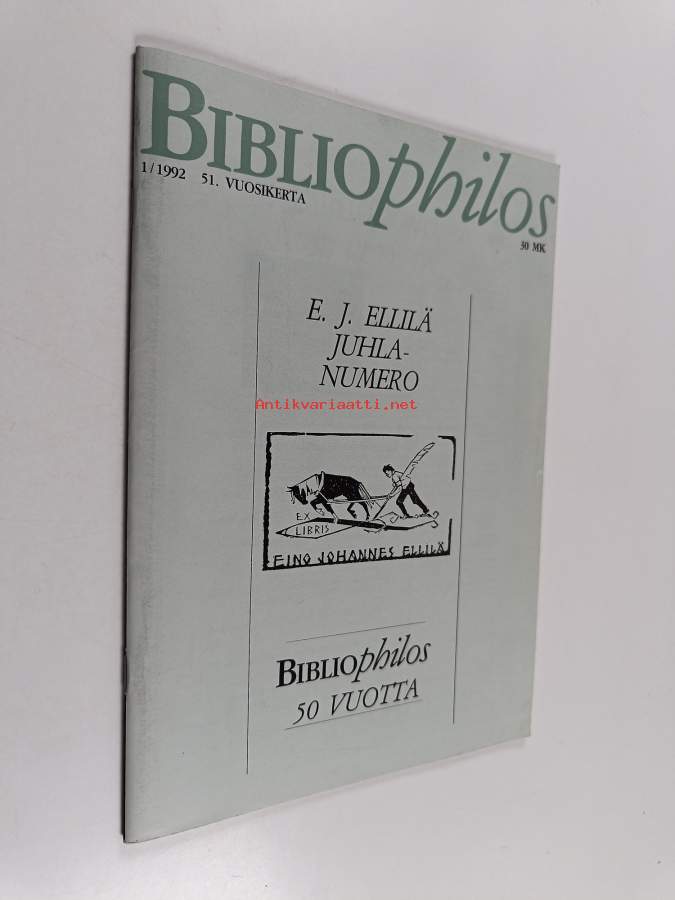 BIBLIOphilos
1/1992 51. VUOSIKERTA
30 MK
E. J. ELLILÄ
JUHLA-
NUMERO
Antikvariaatti.net
EX
LIBRIS
EINO JOHANNES ELLILÄ
BIBLIOphilos
50 VUOTTA